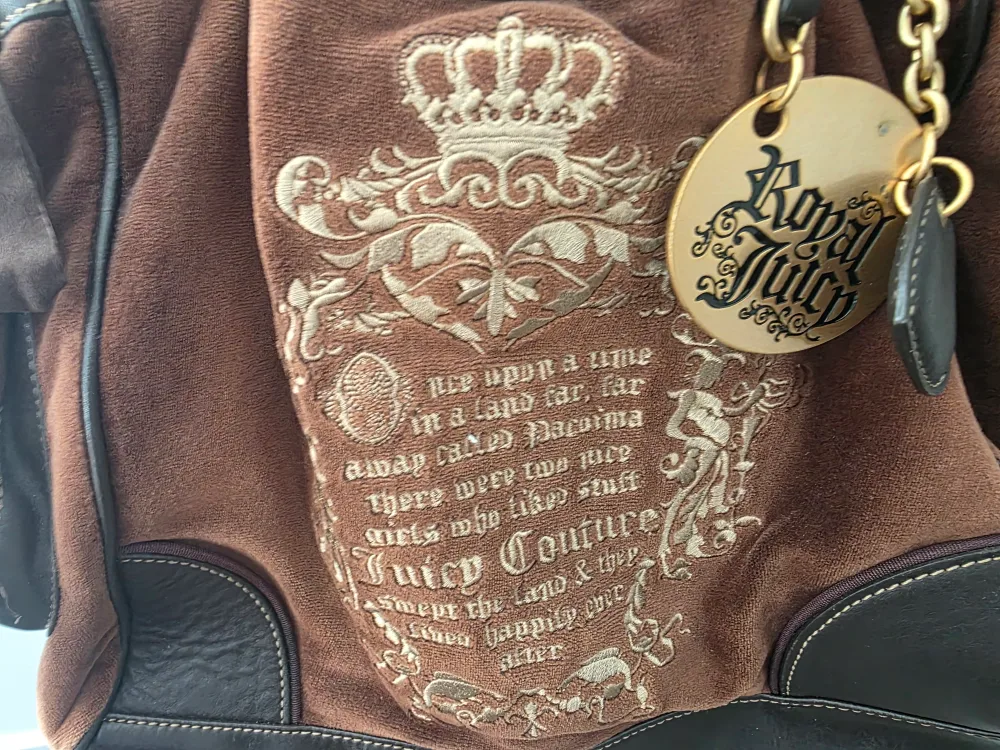 Royal
Juicy
Once upon a time
in a land far, far
away called Pacoima
there were two nice
girls who liked stuff
Juicy Couture
swept the land & they
lived happily ever
after